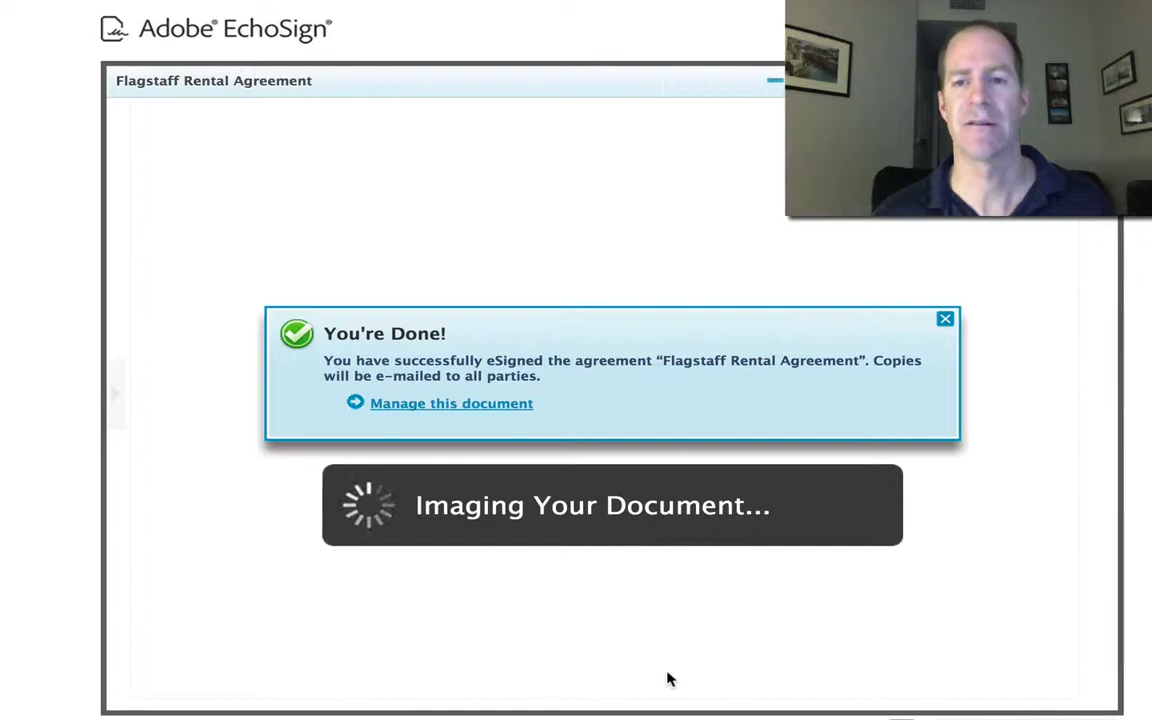 Adobe® EchoSign®
Flagstaff Rental Agreement
You're Done!
You have successfully eSigned the agreement “Flagstaff Rental Agreement”. Copies
will be e-mailed to all parties.
Manage this document
Imaging Your Document...